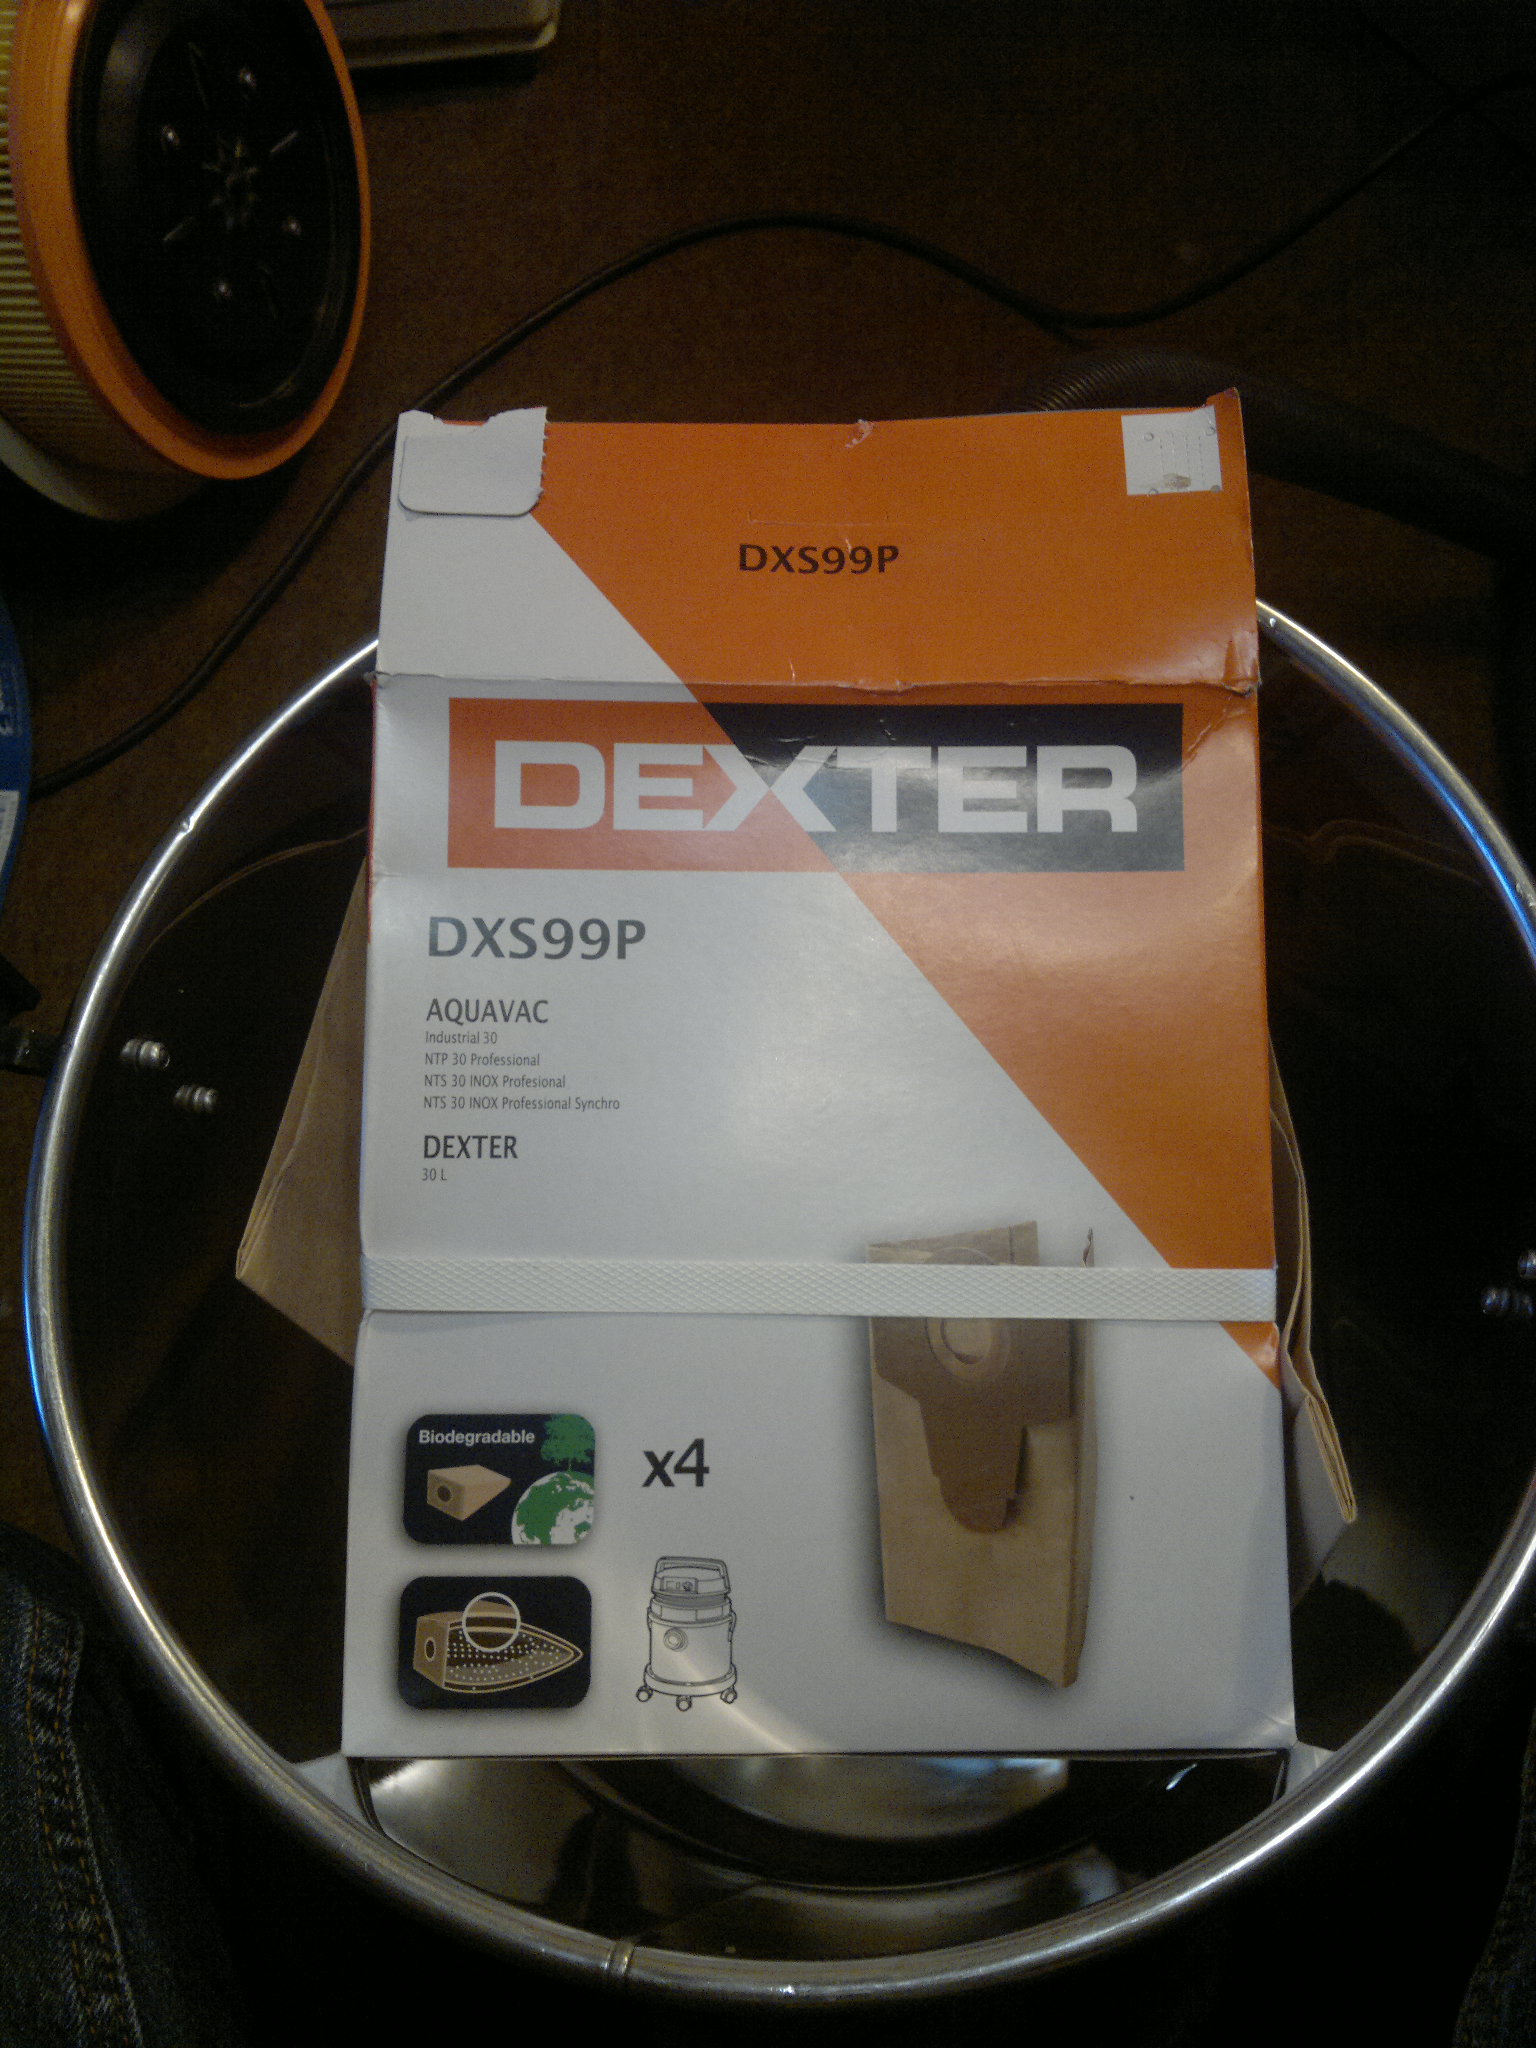 DXS99P
DEXTER
DXS99P
AQUAVAC
Industrial 30
NTP 30 Professional
NTS 30 INOX Profesional
NTS 30 INOX Professional Synchro
DEXTER
30 L
Biodegradable
x4